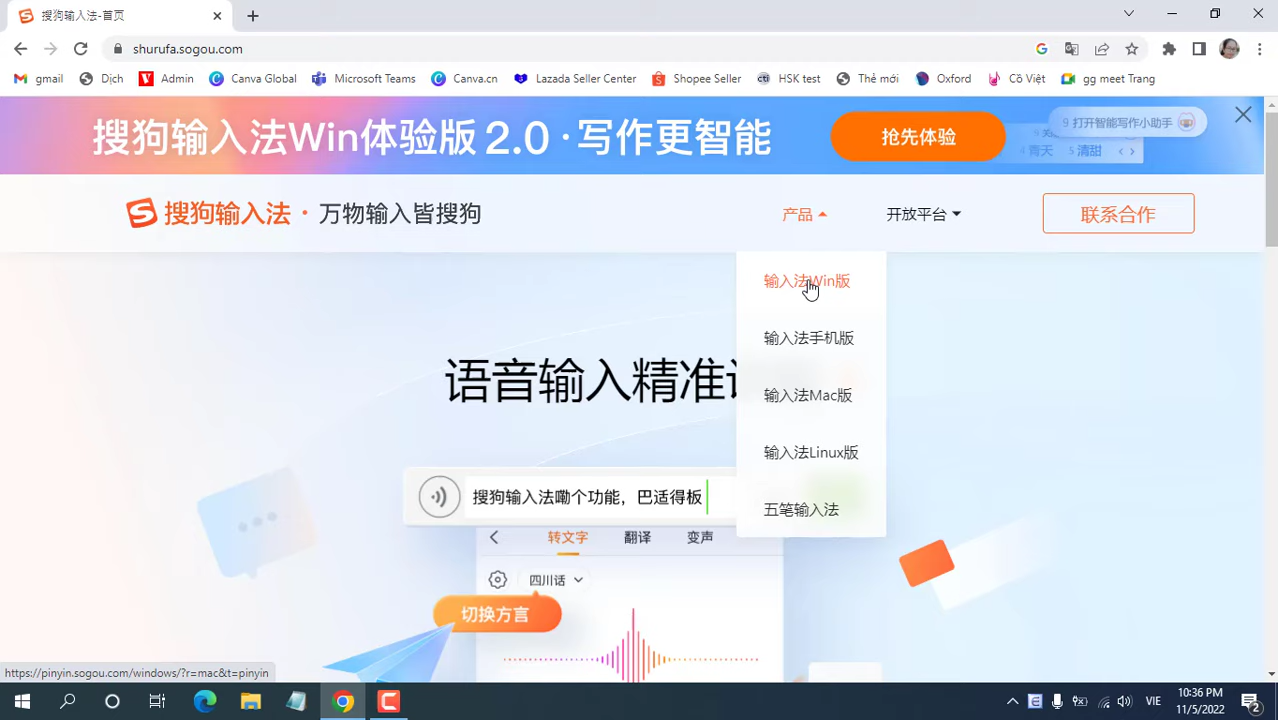 搜狗输入法-首页
shurufa.sogou.com
gmail
Dịch
Admin
Canva Global
Microsoft Teams
Canva.cn
Lazada Seller Center
Shopee Seller
HSK test
Thẻ mới
Oxford
Cồ Việt
gg meet Trang
搜狗输入法Win体验版 2.0 · 写作更智能
抢先体验
9 打开智能写作小助手
青天 5 清甜
搜狗输入法 · 万物输入皆搜狗
产品
开放平台
联系合作
输入法Win版
输入法手机版
输入法Mac版
输入法Linux版
五笔输入法
语音输入精准
搜狗输入法嘞个功能，巴适得板
转文字 翻译 变声
四川话
切换方言
https://pinyin.sogou.com/windows/?r=mac&t=pinyin
VIE
10:36 PM
11/5/2022
2